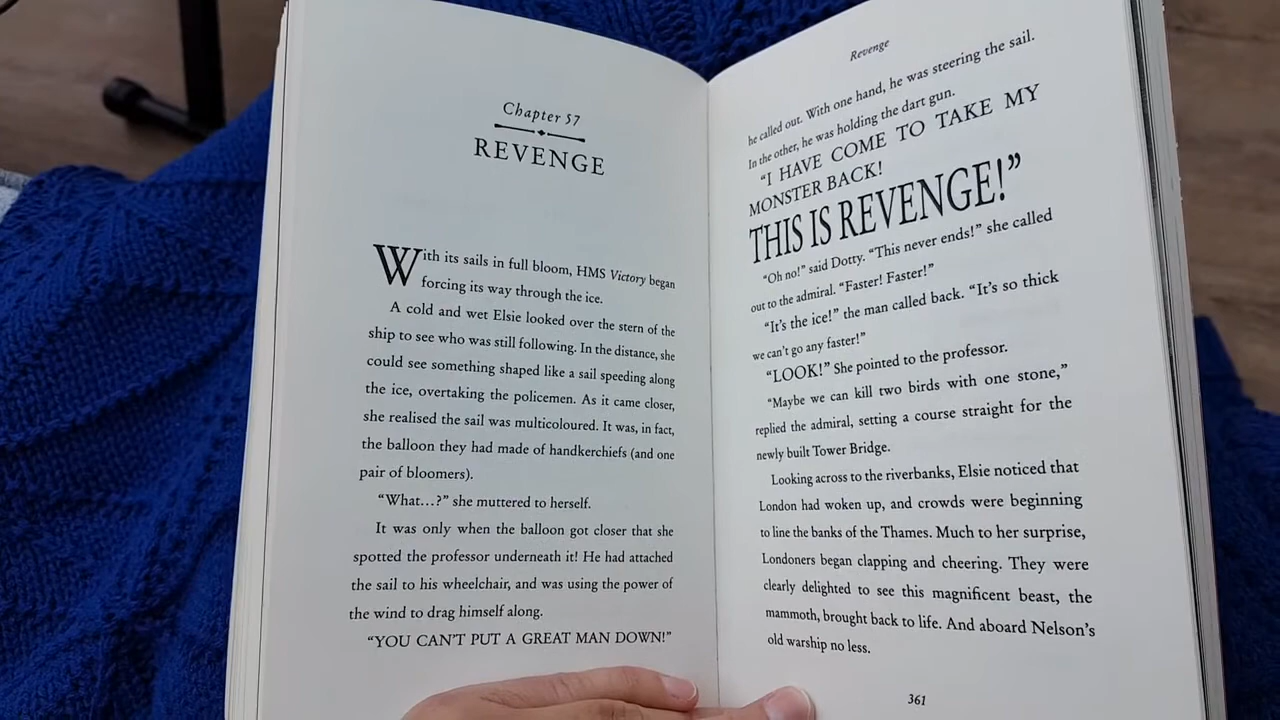 Chapter 57
REVENGE
With its sails in full bloom, HMS Victory began
forcing its way through the ice.
A cold and wet Elsie looked over the stern of the
ship to see who was still following. In the distance, she
could see something shaped like a sail speeding along
the ice, overtaking the policemen. As it came closer,
she realised the sail was multicoloured. It was, in fact,
the balloon they had made of handkerchiefs (and one
pair of bloomers).
“What…?” she muttered to herself.
It was only when the balloon got closer that she
spotted the professor underneath it! He had attached
the sail to his wheelchair, and was using the power of
the wind to drag himself along.
“YOU CAN’T PUT A GREAT MAN DOWN!”
Revenge
he called out. With one hand, he was steering the sail.
In the other, he was holding the dart gun.
“I HAVE COME TO TAKE MY
MONSTER BACK!
THIS IS REVENGE!”
“Oh no!” said Dotty. “This never ends!” she called
out to the admiral. “Faster! Faster!”
“It’s the ice!” the man called back. “It’s so thick
we can’t go any faster!”
“LOOK!” She pointed to the professor.
“Maybe we can kill two birds with one stone,”
replied the admiral, setting a course straight for the
newly built Tower Bridge.
Looking across to the riverbanks, Elsie noticed that
London had woken up, and crowds were beginning
to line the banks of the Thames. Much to her surprise,
Londoners began clapping and cheering. They were
clearly delighted to see this magnificent beast, the
mammoth, brought back to life. And aboard Nelson’s
old warship no less.
361